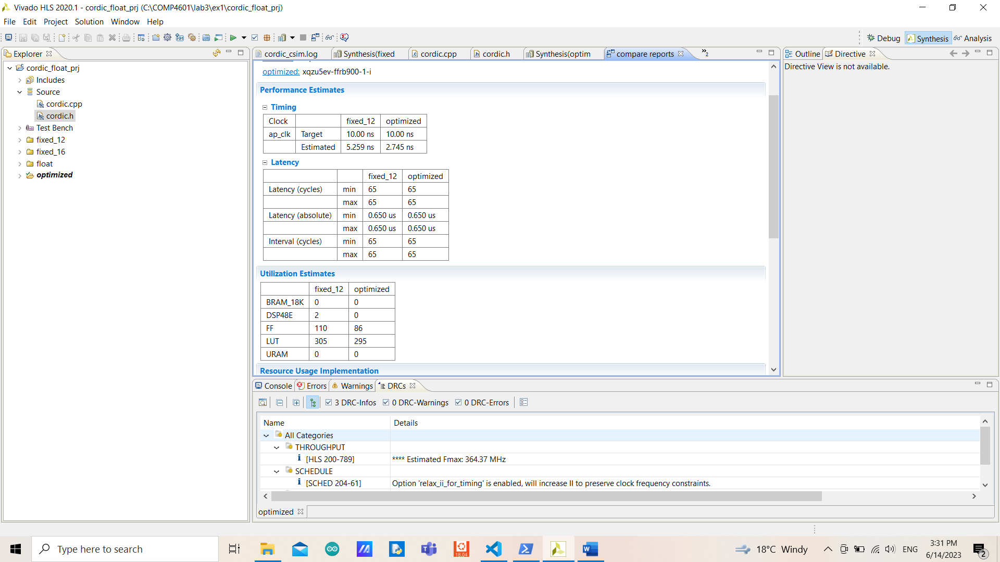 Vivado HLS 2020.1 - cordic_float_prj (C:\COMP4601\lab3\ex1\cordic_float_prj)
File Edit Project Solution Window Help
Debug Synthesis Analysis
Explorer
cordic_float_prj
Includes
Source
cordic.cpp
cordic.h
Test Bench
fixed_12
fixed_16
float
optimized
cordic_csim.log Synthesis(fixed cordic.cpp cordic.h Synthesis(optim compare reports »2
optimized: xqzu5ev-ffrb900-1-i
Performance Estimates
Timing
Clock fixed_12 optimized
ap_clk Target 10.00 ns 10.00 ns
Estimated 5.259 ns 2.745 ns
Latency
fixed_12 optimized
Latency (cycles) min 65 65
max 65 65
Latency (absolute) min 0.650 us 0.650 us
max 0.650 us 0.650 us
Interval (cycles) min 65 65
max 65 65
Utilization Estimates
fixed_12 optimized
BRAM_18K 0 0
DSP48E 2 0
FF 110 86
LUT 305 295
URAM 0 0
Resource Usage Implementation
Outline Directive
Directive View is not available.
Console Errors Warnings DRCs
3 DRC-Infos 0 DRC-Warnings 0 DRC-Errors
Name Details
All Categories
THROUGHPUT
[HLS 200-789] **** Estimated Fmax: 364.37 MHz
SCHEDULE
[SCHED 204-61] Option 'relax_ii_for_timing' is enabled, will increase II to preserve clock frequency constraints.
optimized
Type here to search
18.04
18°C Windy
ENG
3:31 PM
6/14/2023
2